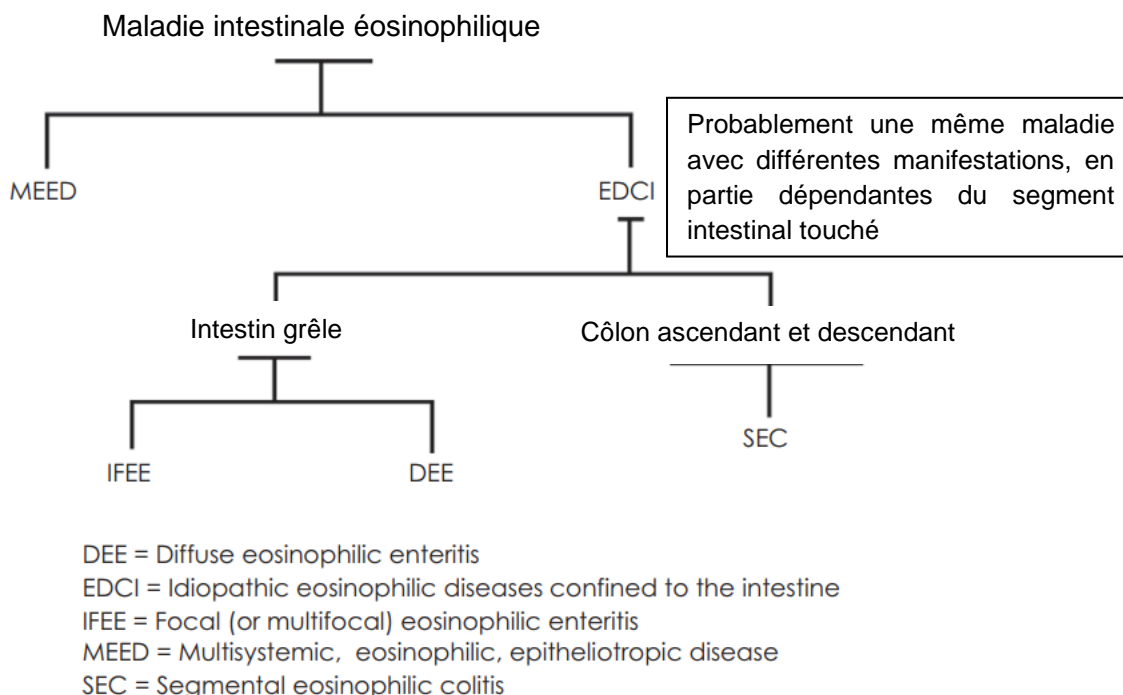 Maladie intestinale éosinophilique
Probablement une même maladie
avec différentes manifestations, en
partie dépendantes du segment
intestinal touché
MEED
EDCI
Intestin grêle
Côlon ascendant et descendant
IFEE
DEE
SEC
DEE = Diffuse eosinophilic enteritis
EDCI = Idiopathic eosinophilic diseases confined to the intestine
IFEE = Focal (or multifocal) eosinophilic enteritis
MEED = Multisystemic, eosinophilic, epitheliotropic disease
SEC = Segmental eosinophilic colitis